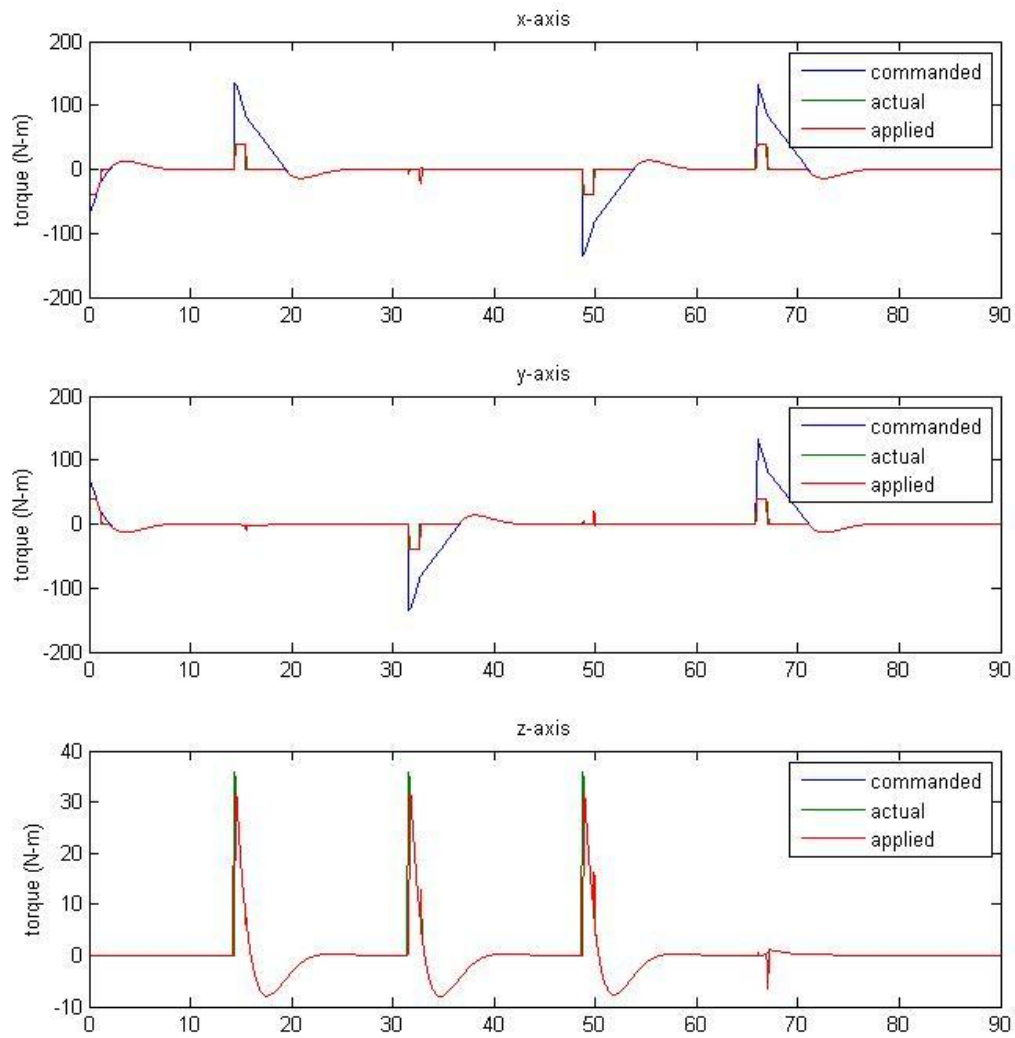 x-axis
200
100
0
-100
-200
torque (N-m)
commanded
actual
applied
0 10 20 30 40 50 60 70 80 90
y-axis
200
100
0
-100
-200
torque (N-m)
commanded
actual
applied
0 10 20 30 40 50 60 70 80 90
z-axis
40
30
20
10
0
-10
torque (N-m)
commanded
actual
applied
0 10 20 30 40 50 60 70 80 90